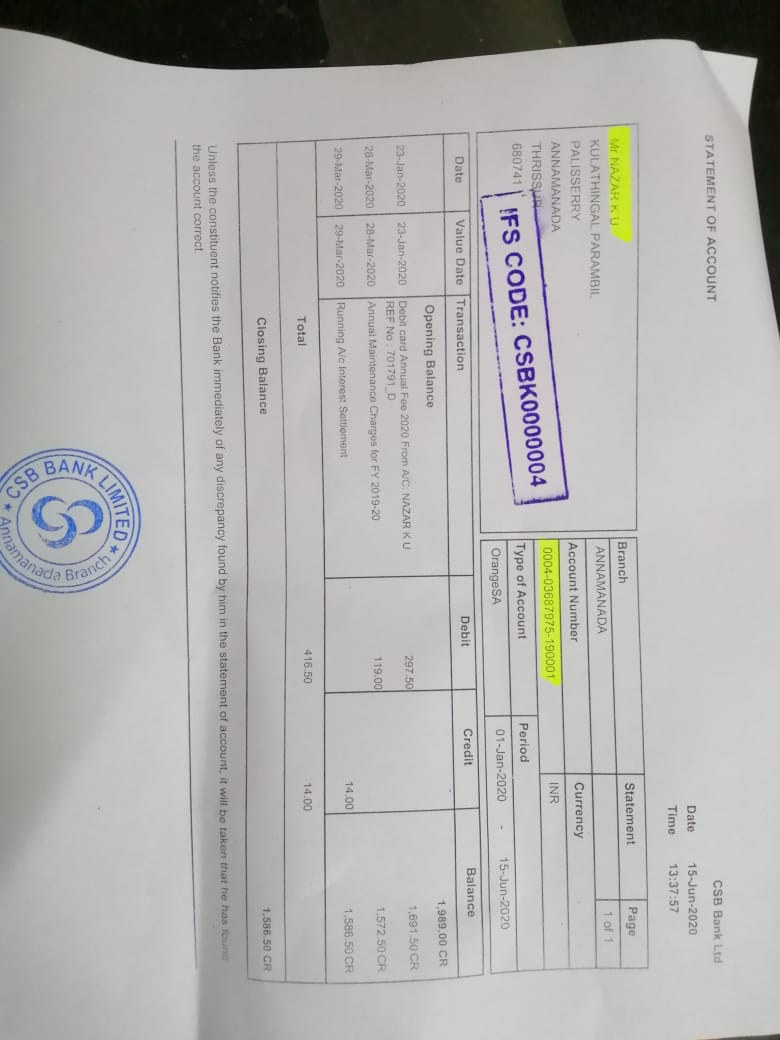 STATEMENT OF ACCOUNT
CSB Bank Ltd
Date 15-Jun-2020
Time 13:37:57
Mr.NAZAR K U
KULATHINGAL PARAMBIL
PALISSERRY
ANNAMANADA
THRISSUR
680741
IFS CODE: CSBK0000004
Branch Statement Page
ANNAMANADA 1 of 1
Account Number Currency
0004-03687975-190001 INR
Type of Account Period
OrangeSA 01-Jan-2020 - 15-Jun-2020
Date Value Date Transaction Debit Credit Balance
Opening Balance 1,989.00 CR
23-Jan-2020 23-Jan-2020 Debit card Annual Fee 2020 From A/C: NAZAR K U 297.50 1,691.50 CR
REF No : 701791_D
28-Mar-2020 28-Mar-2020 Annual Maintenance Charges for FY 2019-20 119.00 1,572.50 CR
29-Mar-2020 29-Mar-2020 Running A/c Interest Settlement 14.00 1,586.50 CR
Total 416.50 14.00
Closing Balance 1,586.50 CR
Unless the constituent notifies the Bank immediately of any discrepancy found by him in the statement of account, it will be taken that he has found
the account correct.
CSB BANK LIMITED ★ Annamanada Branch ★